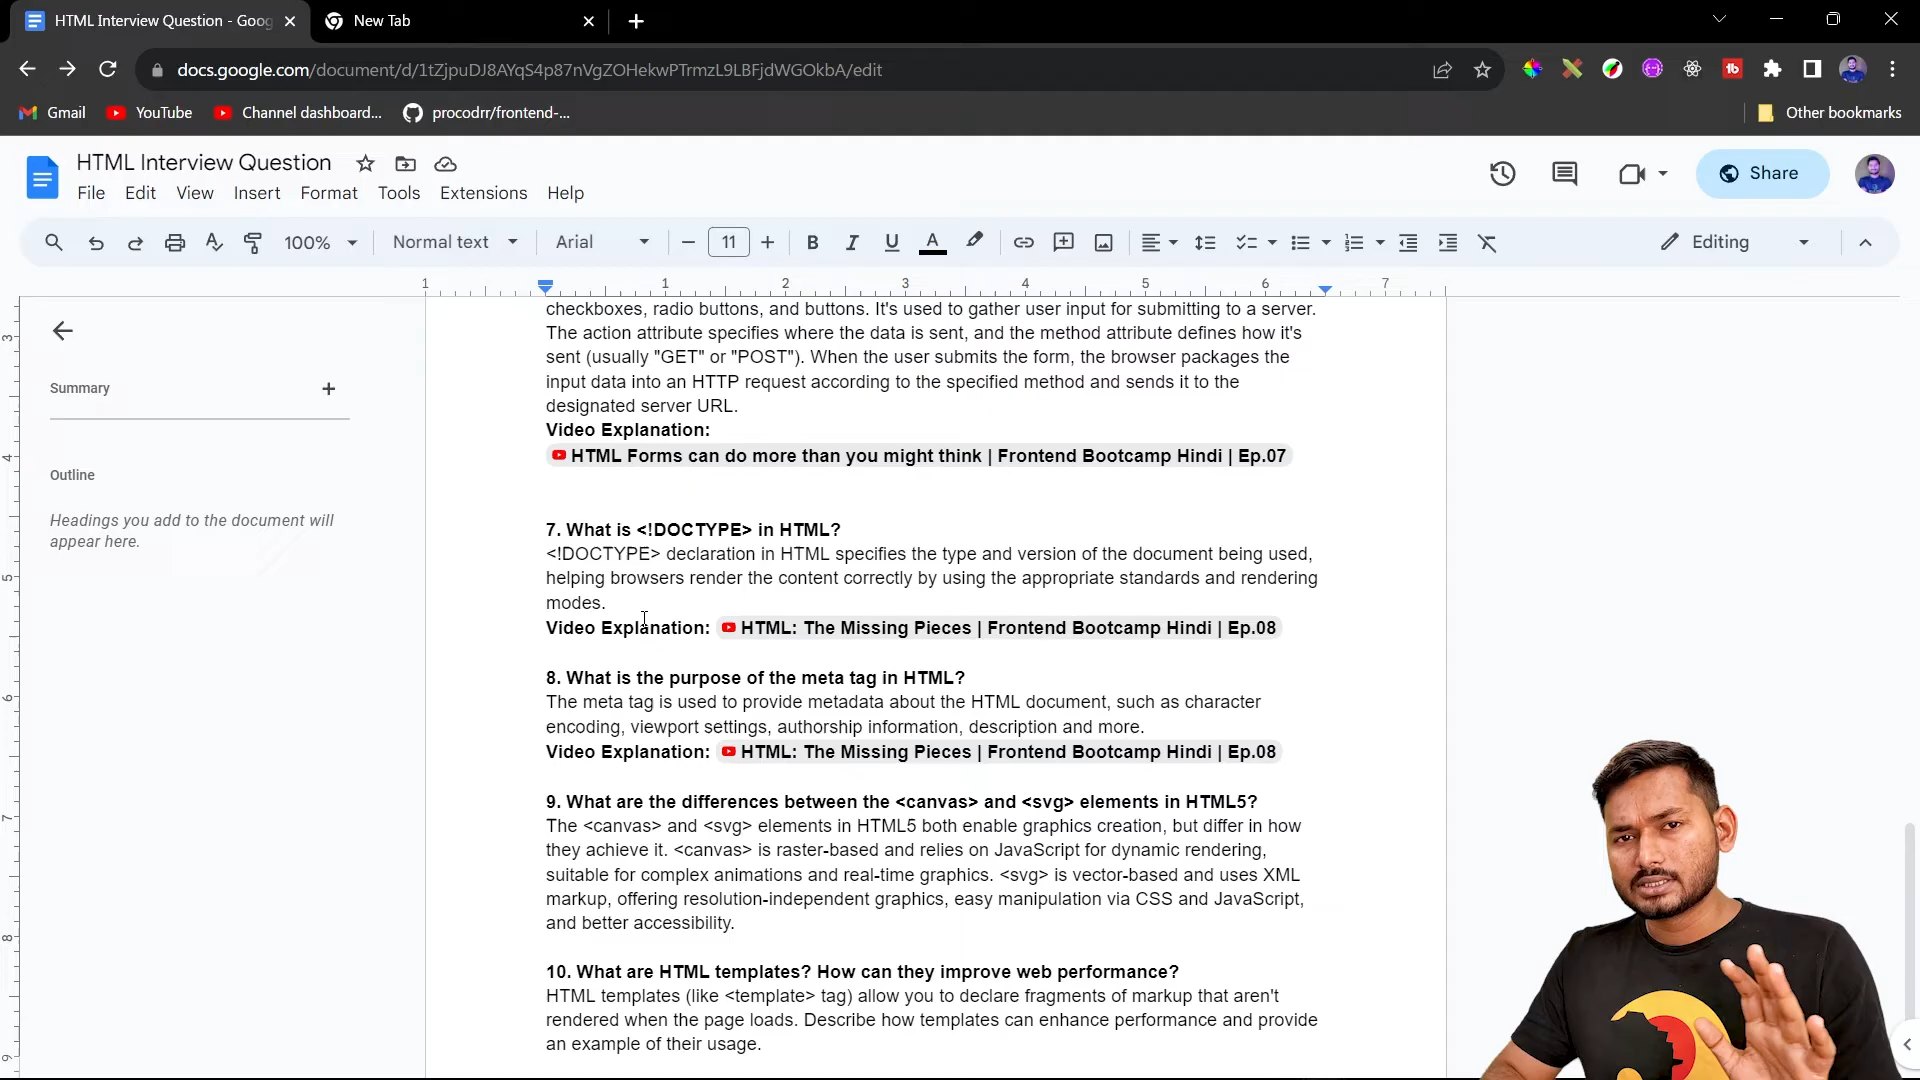 HTML Interview Question - Goog
New Tab
docs.google.com/document/d/1tZjpuDJ8AYqS4p87nVgZOHekwPTrmzL9LBFjdWGOkbA/edit
Gmail
YouTube
Channel dashboard...
procodrr/frontend-...
Other bookmarks
HTML Interview Question
File Edit View Insert Format Tools Extensions Help
Share
100% Normal text Arial 11 Editing
1 1 2 3 4 5 6 7
Summary
Outline
Headings you add to the document will
appear here.
3
4
5
6
7
8
9
checkboxes, radio buttons, and buttons. It's used to gather user input for submitting to a server.
The action attribute specifies where the data is sent, and the method attribute defines how it's
sent (usually "GET" or "POST"). When the user submits the form, the browser packages the
input data into an HTTP request according to the specified method and sends it to the
designated server URL.
Video Explanation:
HTML Forms can do more than you might think | Frontend Bootcamp Hindi | Ep.07
7. What is <!DOCTYPE> in HTML?
<!DOCTYPE> declaration in HTML specifies the type and version of the document being used,
helping browsers render the content correctly by using the appropriate standards and rendering
modes.
Video Explanation: HTML: The Missing Pieces | Frontend Bootcamp Hindi | Ep.08
8. What is the purpose of the meta tag in HTML?
The meta tag is used to provide metadata about the HTML document, such as character
encoding, viewport settings, authorship information, description and more.
Video Explanation: HTML: The Missing Pieces | Frontend Bootcamp Hindi | Ep.08
9. What are the differences between the <canvas> and <svg> elements in HTML5?
The <canvas> and <svg> elements in HTML5 both enable graphics creation, but differ in how
they achieve it. <canvas> is raster-based and relies on JavaScript for dynamic rendering,
suitable for complex animations and real-time graphics. <svg> is vector-based and uses XML
markup, offering resolution-independent graphics, easy manipulation via CSS and JavaScript,
and better accessibility.
10. What are HTML templates? How can they improve web performance?
HTML templates (like <template> tag) allow you to declare fragments of markup that aren't
rendered when the page loads. Describe how templates can enhance performance and provide
an example of their usage.